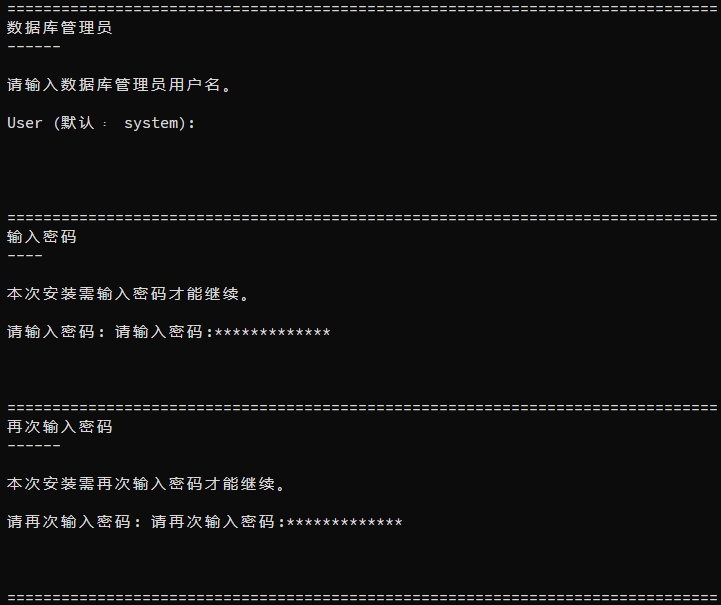 ===============================================================================
数据库管理员
------
请输入数据库管理员用户名。
User (默认： system):
===============================================================================
输入密码
----
本次安装需输入密码才能继续。
请输入密码: 请输入密码:*************
===============================================================================
再次输入密码
------
本次安装需再次输入密码才能继续。
请再次输入密码: 请再次输入密码:*************
===============================================================================